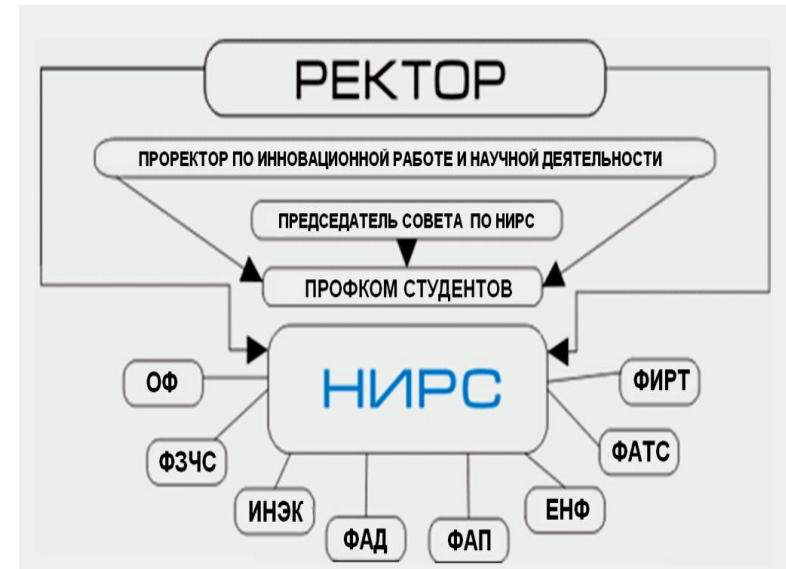 РЕКТОР
ПРОРЕКТОР ПО ИННОВАЦИОННОЙ РАБОТЕ И НАУЧНОЙ ДЕЯТЕЛЬНОСТИ
ПРЕДСЕДАТЕЛЬ СОВЕТА ПО НИРС
ПРОФКОМ СТУДЕНТОВ
НИРС
ОФ
ФИРТ
ФЗЧС
ФАТС
ИНЭК
ЕНФ
ФАД
ФАП